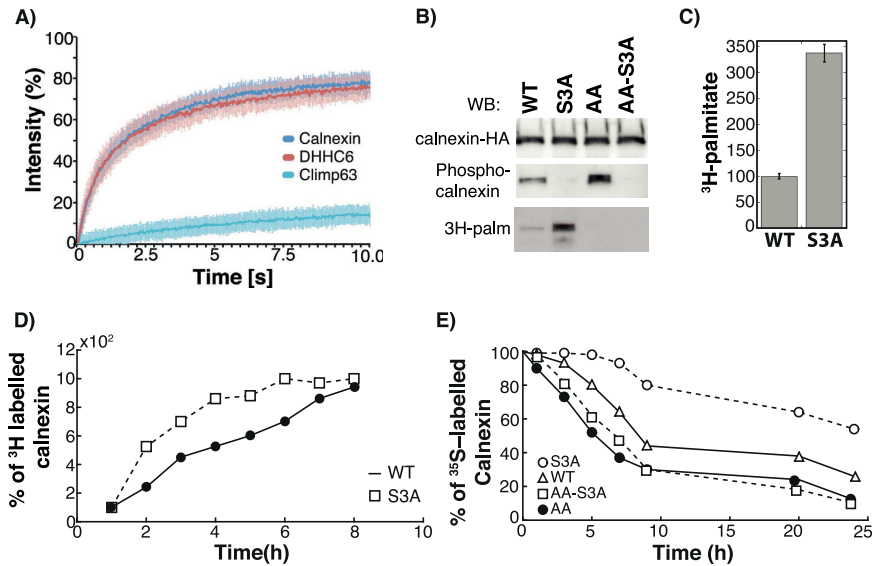 A)
Intensity (%)
100
80
60
40
20
0
2.5
5
7.5
10.0
Time [s]
Calnexin
DHHC6
Climp63
B)
WB:
WT
S3A
AA
AA-S3A
calnexin-HA
Phospho-
calnexin
3H-palm
C)
³H-palmitate
350
300
250
200
150
100
50
0
WT
S3A
D)
% of ³H labelled
calnexin
x10²
12
10
8
6
4
2
0
0
2
4
6
8
10
Time(h)
WT
S3A
E)
% of ³⁵S–labelled
Calnexin
100
80
60
40
20
0
0
5
10
15
20
25
Time (h)
S3A
WT
AA-S3A
AA